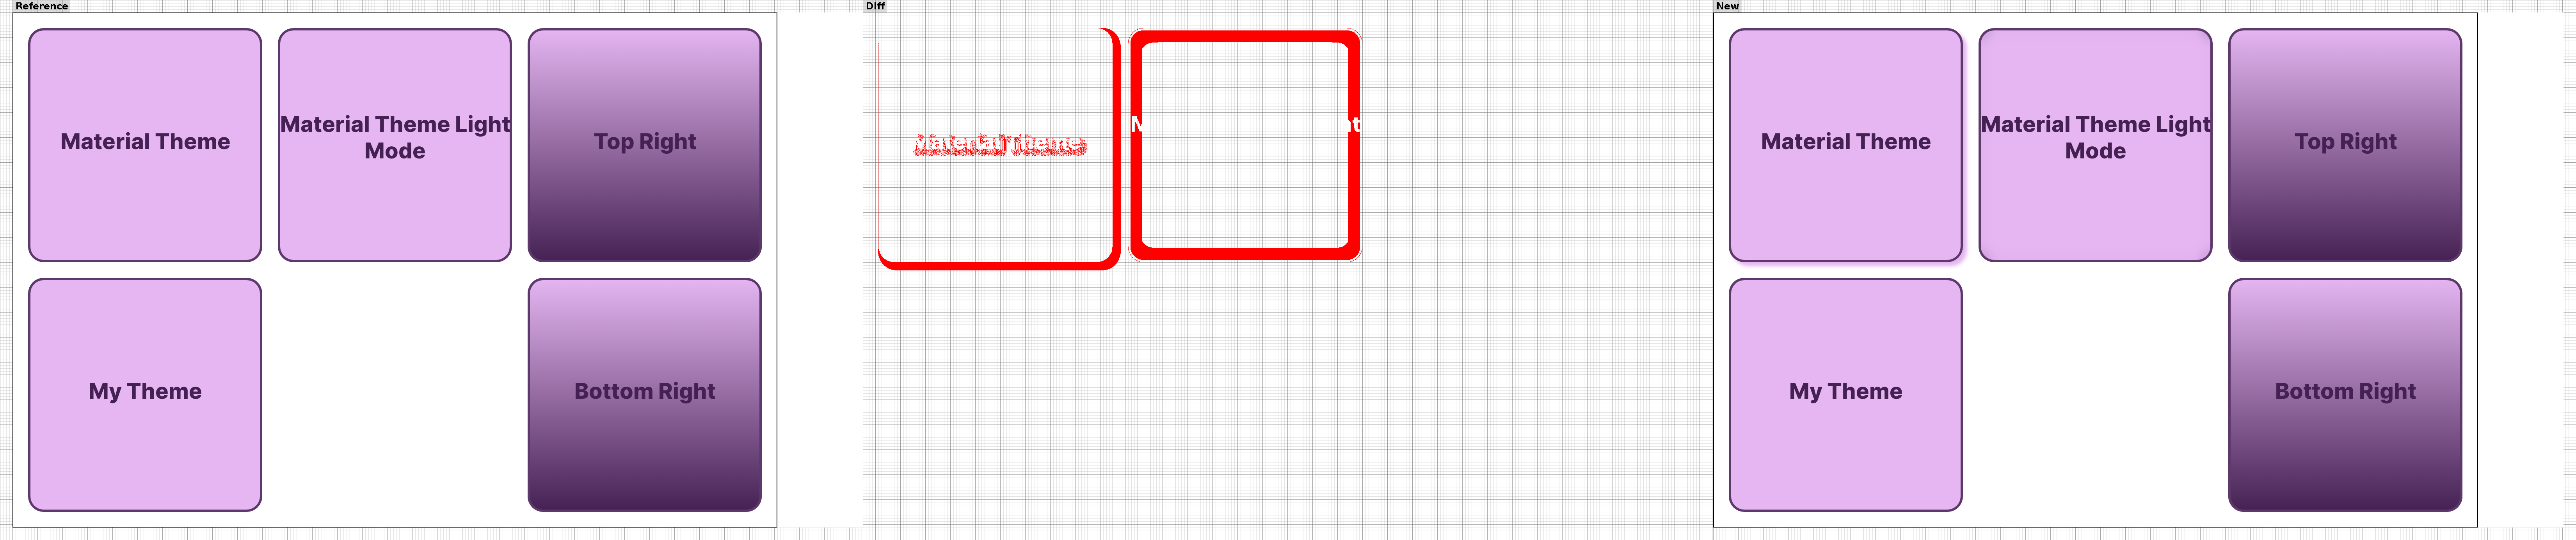 Reference
Material Theme
Material Theme Light
Mode
Top Right
My Theme
Bottom Right
Diff
Material Theme
M
nt
New
Material Theme
Material Theme Light
Mode
Top Right
My Theme
Bottom Right